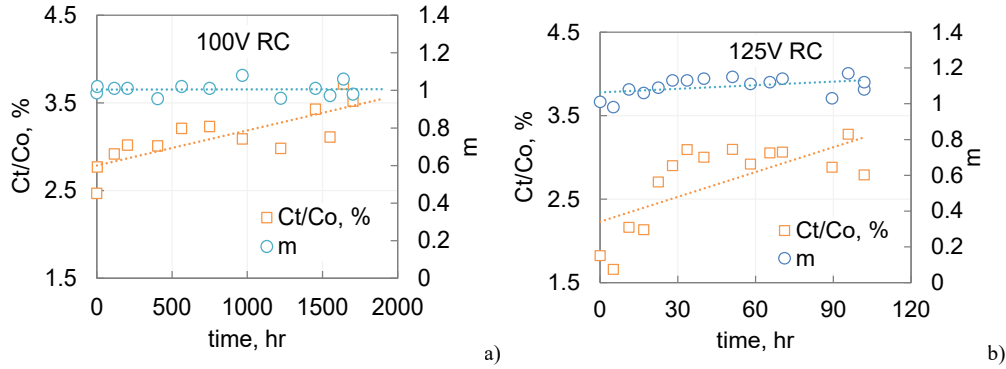 100V RC
4.5
3.5
2.5
1.5
Ct/Co, %
1.4
1.2
1
0.8
0.6
0.4
0.2
0
m
Ct/Co, %
m
0
500
1000
1500
2000
time, hr
a)
125V RC
4.5
3.5
2.5
1.5
Ct/Co, %
1.4
1.2
1
0.8
0.6
0.4
0.2
0
m
Ct/Co, %
m
0
30
60
90
120
time, hr
b)